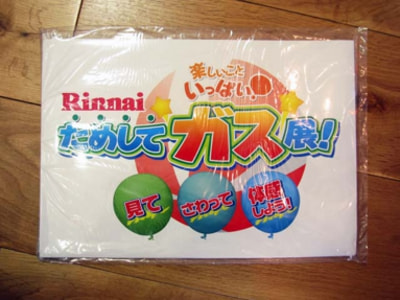 楽しいこと
いっぱい!
Rinnai
ためして ガス展!
見て
さわって
体感
しよう!